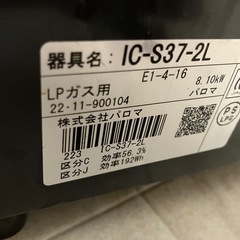 器具名: IC-S37-2L
E1-4-16
LPガス用 8.10kW
22・11-900104 パロマ
株式会社パロマ
223 IC-S37-2L
区分C 効率56.3%
区分J 効率192Wh
PS
LPG